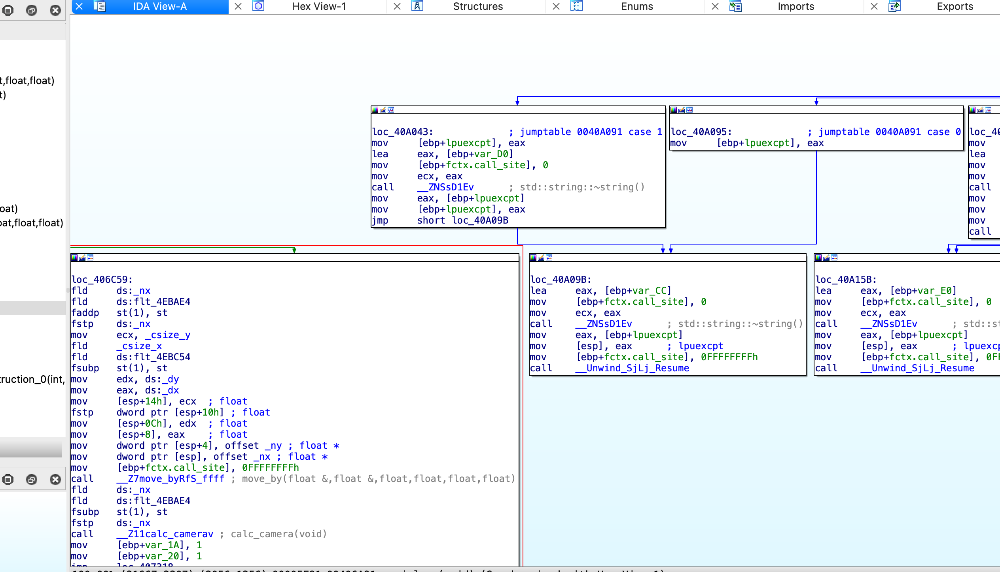 IDA View-A
Hex View-1
Structures
Enums
Imports
Exports
t,float,float)
t)
oat)
oat,float,float)
truction_0(int,
loc_40A043: ; jumptable 0040A091 case 1
mov [ebp+lpuexcpt], eax
lea eax, [ebp+var_D0]
mov [ebp+fctx.call_site], 0
mov ecx, eax
call __ZNSsD1Ev ; std::string::~string()
mov eax, [ebp+lpuexcpt]
mov [ebp+lpuexcpt], eax
jmp short loc_40A09B
loc_40A095: ; jumptable 0040A091 case 0
mov [ebp+lpuexcpt], eax
loc_40
mov
lea
mov
mov
call
mov
mov
mov
call
loc_406C59:
fld ds:_nx
fld ds:flt_4EBAE4
faddp st(1), st
fstp ds:_nx
mov ecx, _csize_y
fld _csize_x
fld ds:flt_4EBC54
fsubp st(1), st
mov edx, ds:_dy
mov eax, ds:_dx
mov [esp+14h], ecx ; float
fstp dword ptr [esp+10h] ; float
mov [esp+0Ch], edx ; float
mov [esp+8], eax ; float
mov dword ptr [esp+4], offset _ny ; float *
mov dword ptr [esp], offset _nx ; float *
mov [ebp+fctx.call_site], 0FFFFFFFFh
call __Z7move_byRfS_ffff ; move_by(float &,float &,float,float,float,float)
fld ds:_nx
fld ds:flt_4EBAE4
fsubp st(1), st
fstp ds:_nx
call __Z11calc_camerav ; calc_camera(void)
mov [ebp+var_1A], 1
mov [ebp+var_20], 1
jmp loc_407318
loc_40A09B:
lea eax, [ebp+var_CC]
mov [ebp+fctx.call_site], 0
mov ecx, eax
call __ZNSsD1Ev ; std::string::~string()
mov eax, [ebp+lpuexcpt]
mov [esp], eax ; lpuexcpt
mov [ebp+fctx.call_site], 0FFFFFFFFh
call __Unwind_SjLj_Resume
loc_40A15B:
lea eax, [ebp+var_E0]
mov [ebp+fctx.call_site], 0
mov ecx, eax
call __ZNSsD1Ev ; std::st
mov eax, [ebp+lpuexcpt]
mov [esp], eax ; lpuexcp
mov [ebp+fctx.call_site], 0FF
call __Unwind_SjLj_Resume